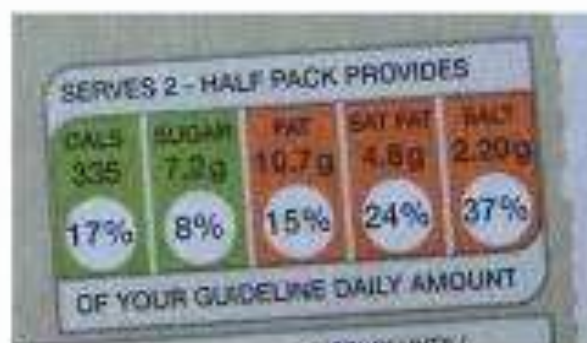 SERVES 2 - HALF PACK PROVIDES
CALS SUGAR FAT SAT FAT SALT
335 7.2g 10.7g 4.8g 2.20g
17% 8% 15% 24% 37%
OF YOUR GUIDELINE DAILY AMOUNT